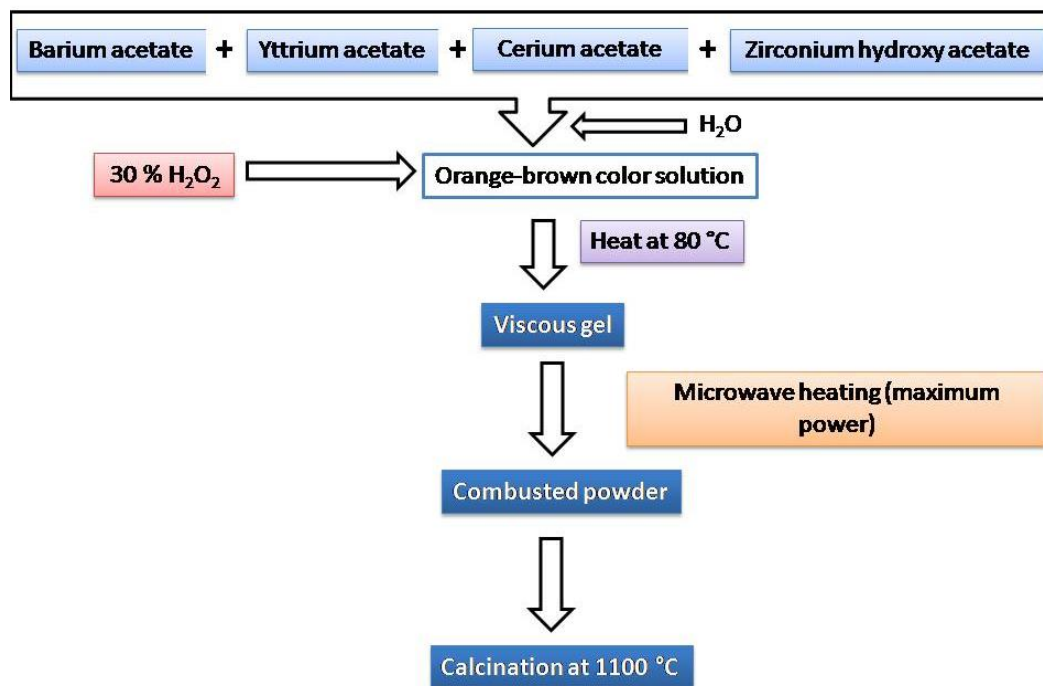 Barium acetate + Yttrium acetate + Cerium acetate + Zirconium hydroxy acetate
H₂O
30 % H₂O₂
Orange-brown color solution
Heat at 80 °C
Viscous gel
Microwave heating (maximum
power)
Combusted powder
Calcination at 1100 °C